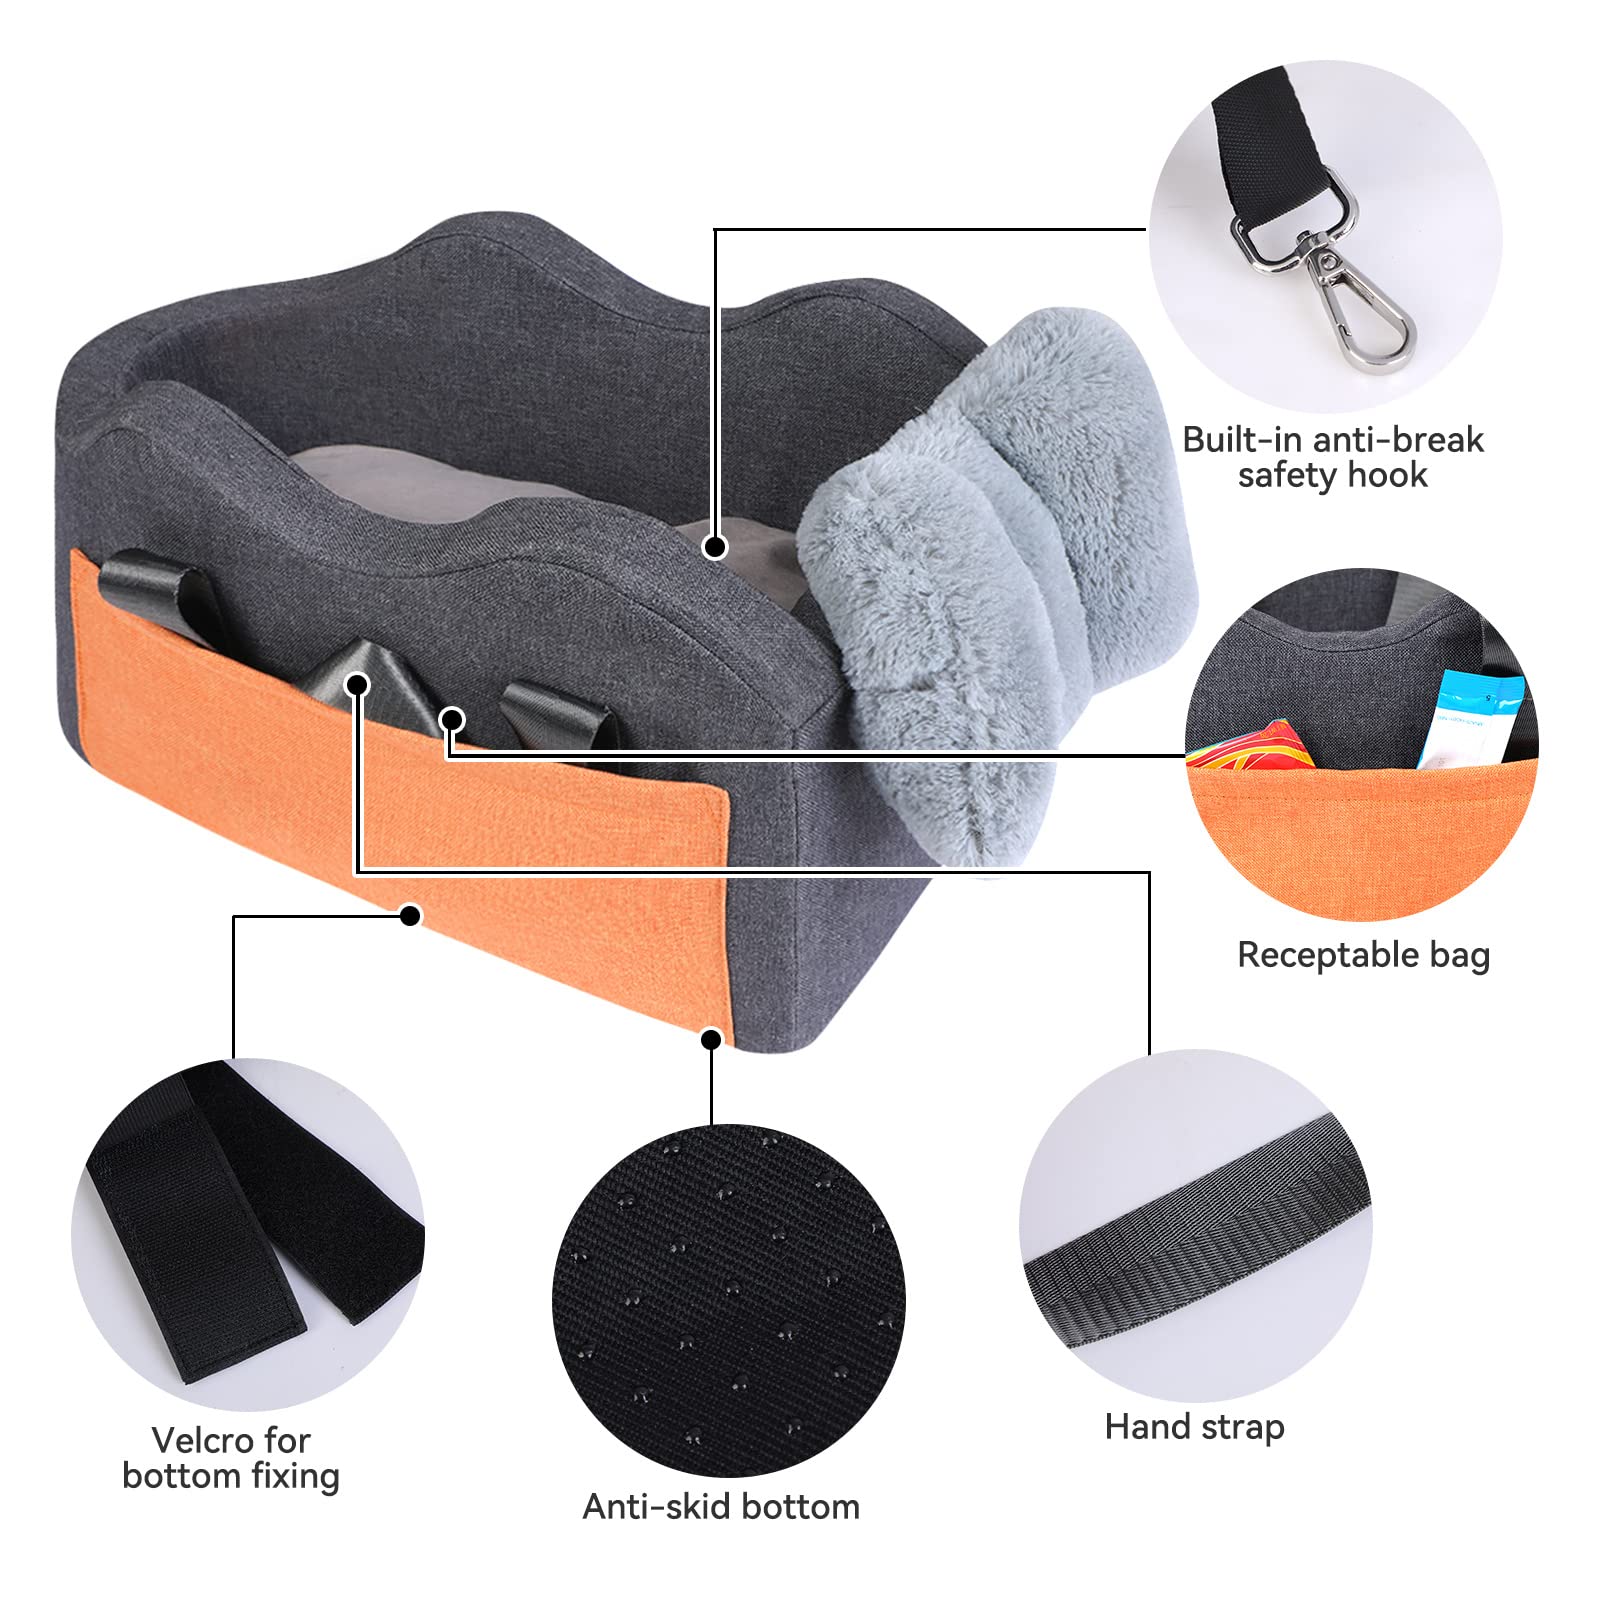 Built-in anti-break
safety hook
Receptable bag
Velcro for
bottom fixing
Anti-skid bottom
Hand strap